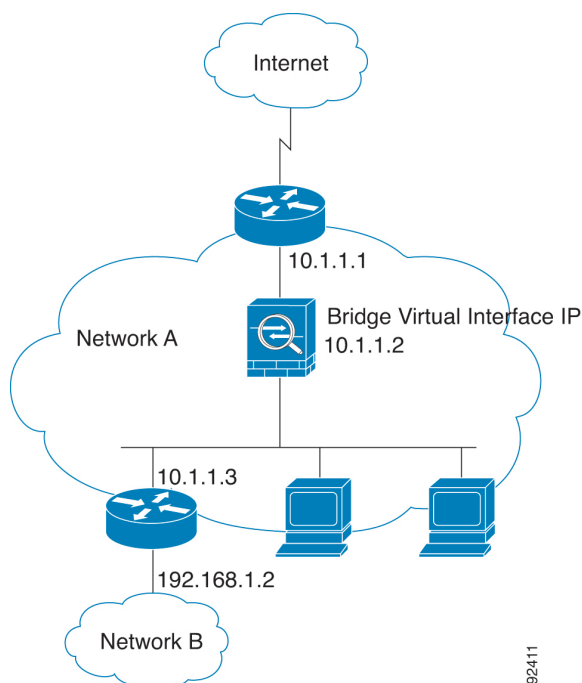 Internet
10.1.1.1
Bridge Virtual Interface IP
10.1.1.2
Network A
10.1.1.3
192.168.1.2
Network B
92411